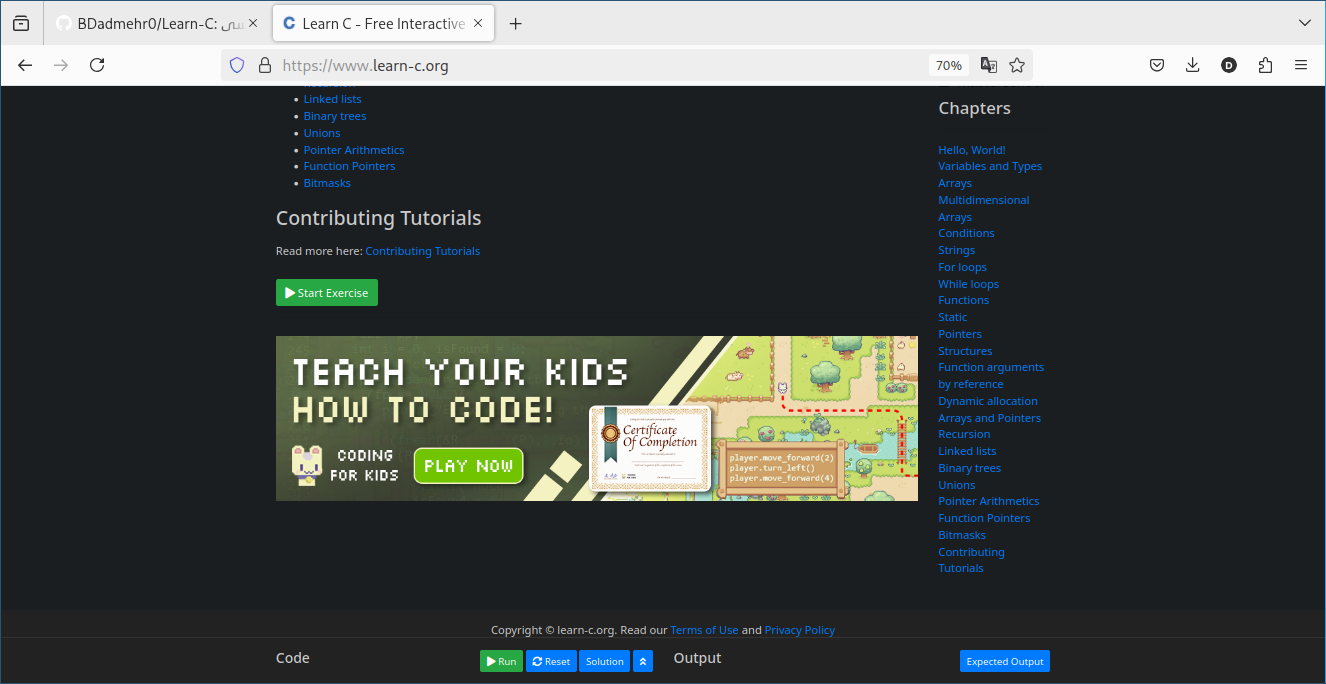 BDadmehr0/Learn-C:
Learn C - Free Interactive
https://www.learn-c.org
70%
D
Linked lists
Binary trees
Unions
Pointer Arithmetics
Function Pointers
Bitmasks
Contributing Tutorials
Read more here: Contributing Tutorials
Start Exercise
TEACH YOUR KIDS
HOW TO CODE!
CODING
FOR KIDS
PLAY NOW
Certificate
Of Completion
player.move_forward(2)
player.turn_left()
player.move_forward(4)
Chapters
Hello, World!
Variables and Types
Arrays
Multidimensional
Arrays
Conditions
Strings
For loops
While loops
Functions
Static
Pointers
Structures
Function arguments
by reference
Dynamic allocation
Arrays and Pointers
Recursion
Linked lists
Binary trees
Unions
Pointer Arithmetics
Function Pointers
Bitmasks
Contributing
Tutorials
Copyright © learn-c.org. Read our Terms of Use and Privacy Policy
Code
Run
Reset
Solution
Output
Expected Output